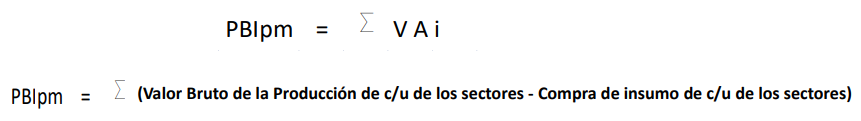 PBIpm = Σ V A i
PBIpm = Σ (Valor Bruto de la Producción de c/u de los sectores - Compra de insumo de c/u de los sectores)